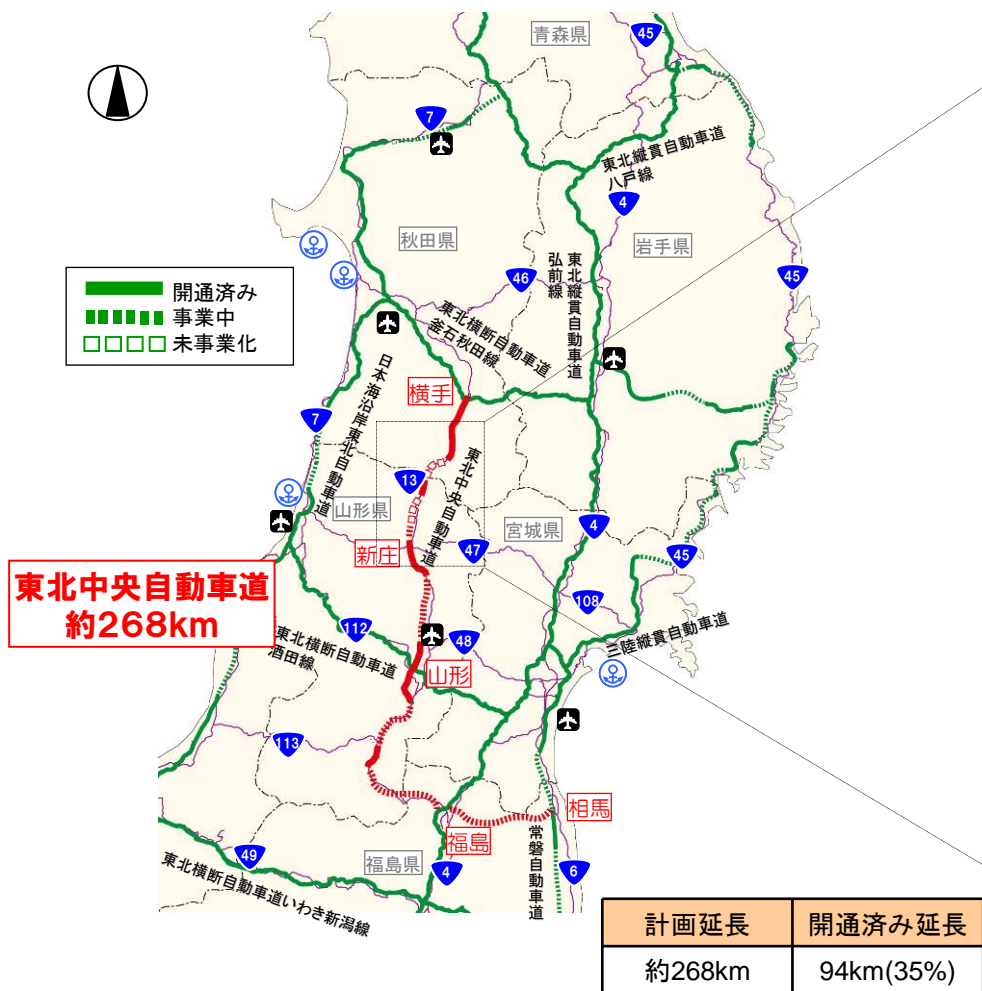 青森県
45
7
東北縦貫自動車道
八戸線
4
秋田県
岩手県
46
45
東北縦貫自動車道
弘前線
開通済み
事業中
未事業化
東北横断自動車道
釜石秋田線
横手
7
日本海沿岸東北自動車道
13
東北中央自動車道
山形県
宮城県
4
新庄
47
45
東北中央自動車道
約268km
108
112
48
三陸縦貫自動車道
東北横断自動車道
酒田線
山形
113
相馬
福島
常磐自動車道
49
福島県
4
6
東北横断自動車道いわき新潟線
計画延長
開通済み延長
約268km
94km(35%)